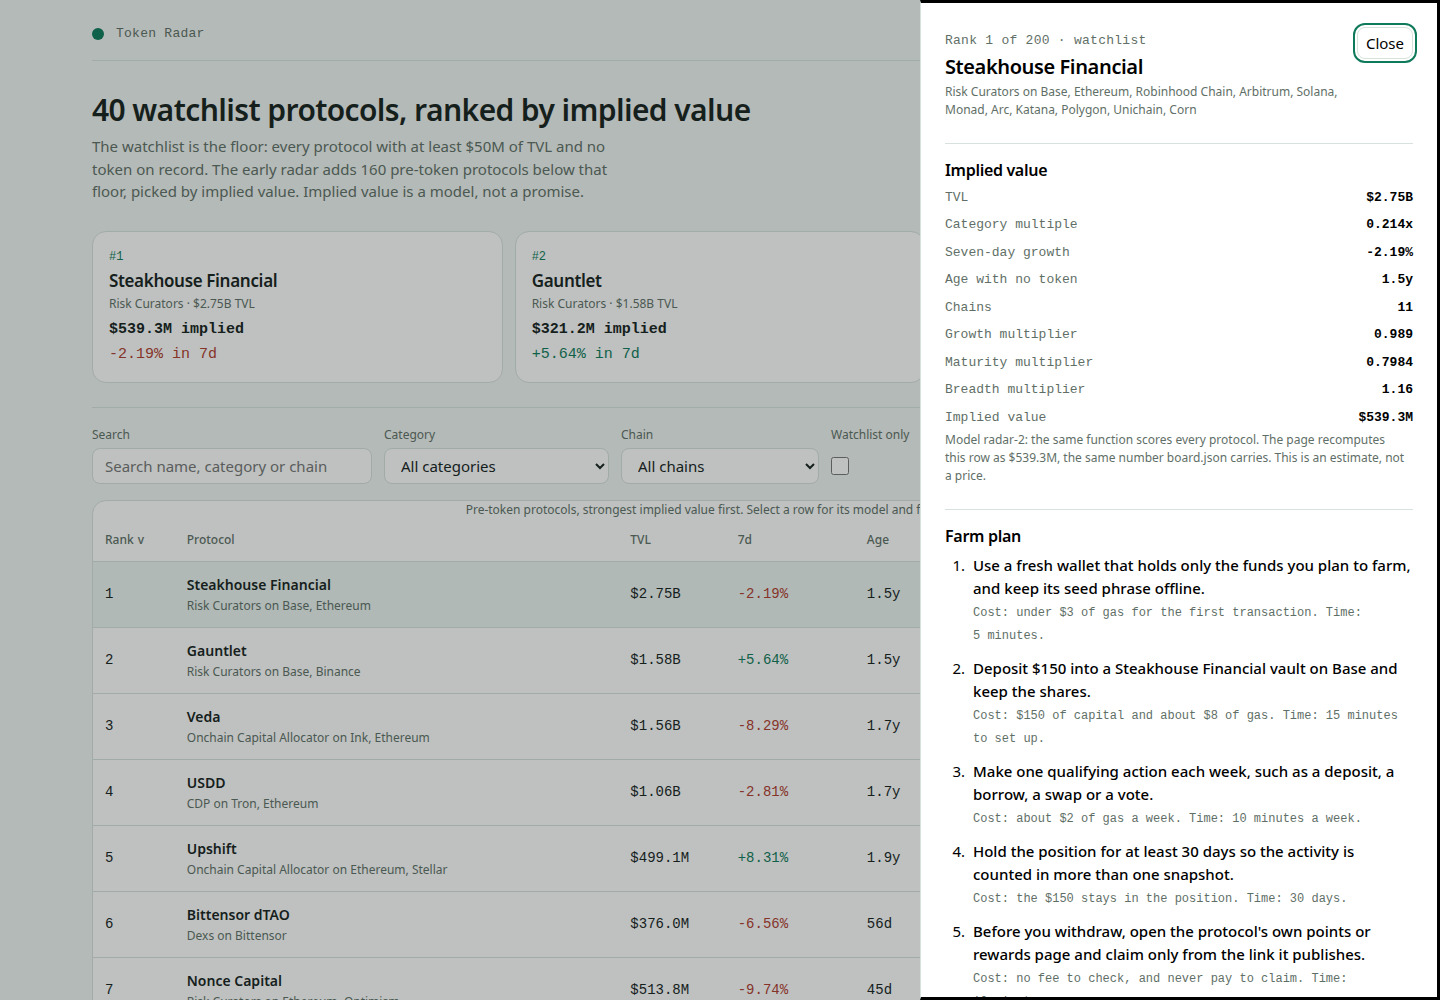 Token Radar
40 watchlist protocols, ranked by implied value
The watchlist is the floor: every protocol with at least $50M of TVL and no
token on record. The early radar adds 160 pre-token protocols below that
floor, picked by implied value. Implied value is a model, not a promise.
#1
Steakhouse Financial
Risk Curators · $2.75B TVL
$539.3M implied
-2.19% in 7d
#2
Gauntlet
Risk Curators · $1.58B TVL
$321.2M implied
+5.64% in 7d
Search
Search name, category or chain
Category
All categories
Chain
All chains
Watchlist only
Pre-token protocols, strongest implied value first. Select a row for its model and f
Rank v Protocol TVL 7d Age
1 Steakhouse Financial $2.75B -2.19% 1.5y
Risk Curators on Base, Ethereum
2 Gauntlet $1.58B +5.64% 1.5y
Risk Curators on Base, Binance
3 Veda $1.56B -8.29% 1.7y
Onchain Capital Allocator on Ink, Ethereum
4 USDD $1.06B -2.81% 1.7y
CDP on Tron, Ethereum
5 Upshift $499.1M +8.31% 1.9y
Onchain Capital Allocator on Ethereum, Stellar
6 Bittensor dTAO $376.0M -6.56% 56d
Dexs on Bittensor
7 Nonce Capital $513.8M -9.74% 45d
Risk Curators on Ethereum, Optimism
Rank 1 of 200 · watchlist
Close
Steakhouse Financial
Risk Curators on Base, Ethereum, Robinhood Chain, Arbitrum, Solana,
Monad, Arc, Katana, Polygon, Unichain, Corn
Implied value
TVL $2.75B
Category multiple 0.214x
Seven-day growth -2.19%
Age with no token 1.5y
Chains 11
Growth multiplier 0.989
Maturity multiplier 0.7984
Breadth multiplier 1.16
Implied value $539.3M
Model radar-2: the same function scores every protocol. The page recomputes
this row as $539.3M, the same number board.json carries. This is an estimate, not
a price.
Farm plan
1. Use a fresh wallet that holds only the funds you plan to farm,
and keep its seed phrase offline.
Cost: under $3 of gas for the first transaction. Time:
5 minutes.
2. Deposit $150 into a Steakhouse Financial vault on Base and
keep the shares.
Cost: $150 of capital and about $8 of gas. Time: 15 minutes
to set up.
3. Make one qualifying action each week, such as a deposit, a
borrow, a swap or a vote.
Cost: about $2 of gas a week. Time: 10 minutes a week.
4. Hold the position for at least 30 days so the activity is
counted in more than one snapshot.
Cost: the $150 stays in the position. Time: 30 days.
5. Before you withdraw, open the protocol's own points or
rewards page and claim only from the link it publishes.
Cost: no fee to check, and never pay to claim. Time: